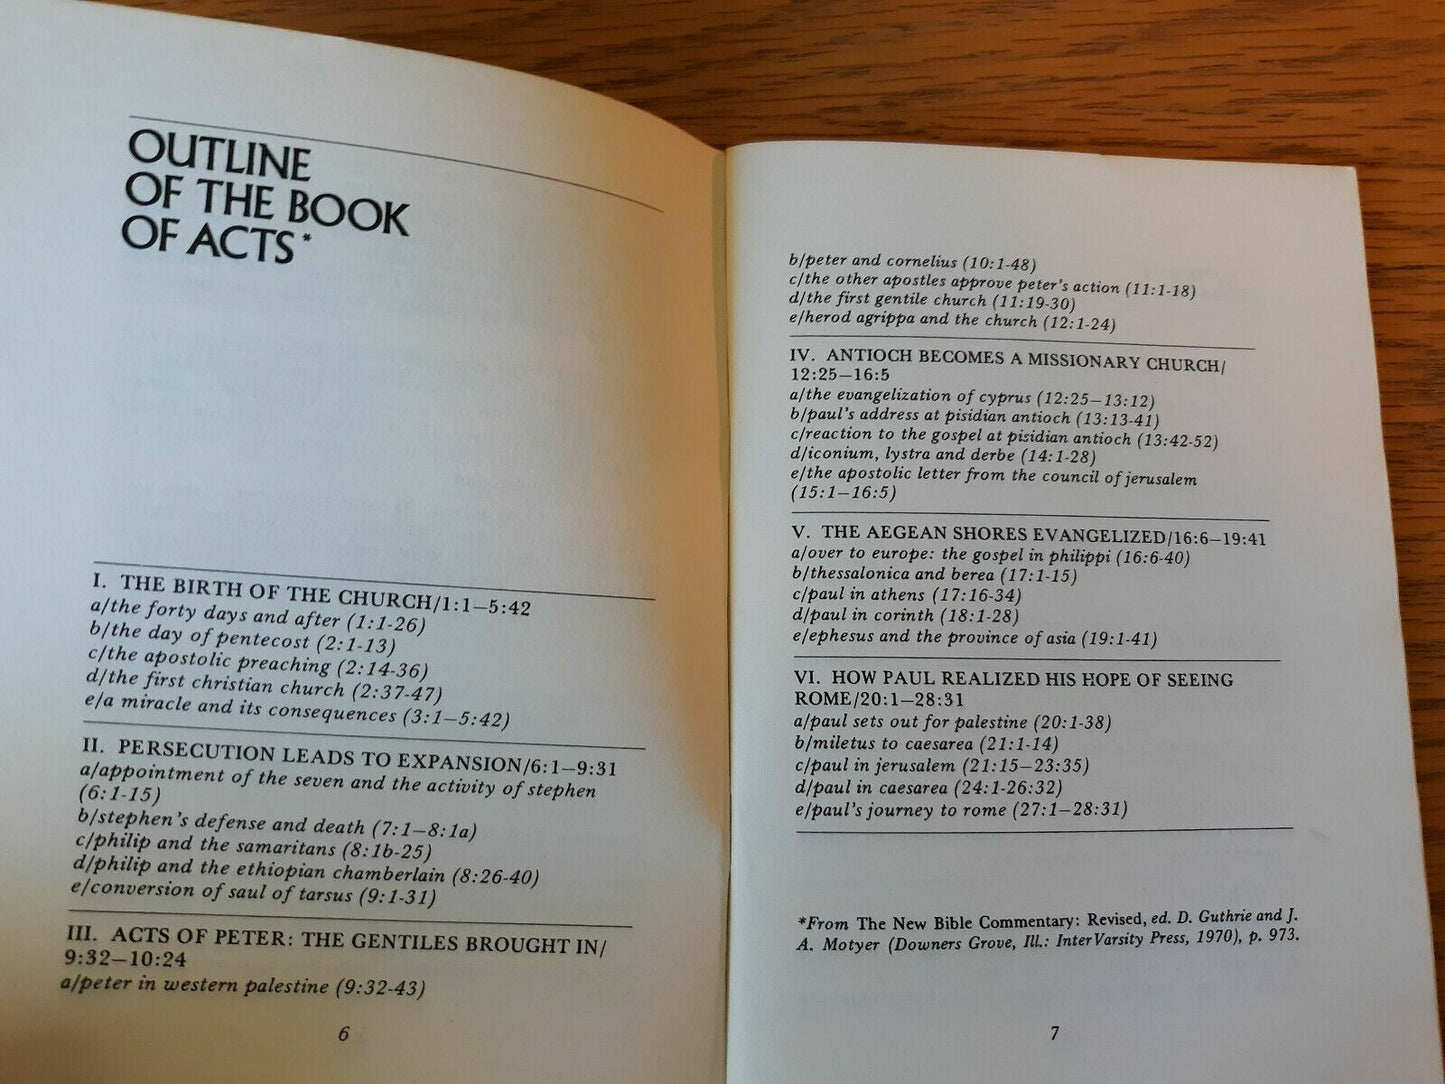 OUTLINE
OF THE BOOK
OF ACTS*
I. THE BIRTH OF THE CHURCH/1:1–5:42
a/the forty days and after (1:1-26)
b/the day of pentecost (2:1-13)
c/the apostolic preaching (2:14-36)
d/the first christian church (2:37-47)
e/a miracle and its consequences (3:1–5:42)
II. PERSECUTION LEADS TO EXPANSION/6:1–9:31
a/appointment of the seven and the activity of stephen
(6:1-15)
b/stephen's defense and death (7:1–8:1a)
c/philip and the samaritans (8:1b-25)
d/philip and the ethiopian chamberlain (8:26-40)
e/conversion of saul of tarsus (9:1-31)
III. ACTS OF PETER: THE GENTILES BROUGHT IN/
9:32–10:24
a/peter in western palestine (9:32-43)
6
b/peter and cornelius (10:1-48)
c/the other apostles approve peter's action (11:1-18)
d/the first gentile church (11:19-30)
e/herod agrippa and the church (12:1-24)
IV. ANTIOCH BECOMES A MISSIONARY CHURCH/
12:25–16:5
a/the evangelization of cyprus (12:25–13:12)
b/paul's address at pisidian antioch (13:13-41)
c/reaction to the gospel at pisidian antioch (13:42-52)
d/iconium, lystra and derbe (14:1-28)
e/the apostolic letter from the council of jerusalem
(15:1–16:5)
V. THE AEGEAN SHORES EVANGELIZED/16:6–19:41
a/over to europe: the gospel in philippi (16:6-40)
b/thessalonica and berea (17:1-15)
c/paul in athens (17:16-34)
d/paul in corinth (18:1-28)
e/ephesus and the province of asia (19:1-41)
VI. HOW PAUL REALIZED HIS HOPE OF SEEING
ROME/20:1–28:31
a/paul sets out for palestine (20:1-38)
b/miletus to caesarea (21:1-14)
c/paul in jerusalem (21:15–23:35)
d/paul in caesarea (24:1-26:32)
e/paul's journey to rome (27:1–28:31)
*From The New Bible Commentary: Revised, ed. D. Guthrie and J.
A. Motyer (Downers Grove, Ill.: InterVarsity Press, 1970), p. 973.
7